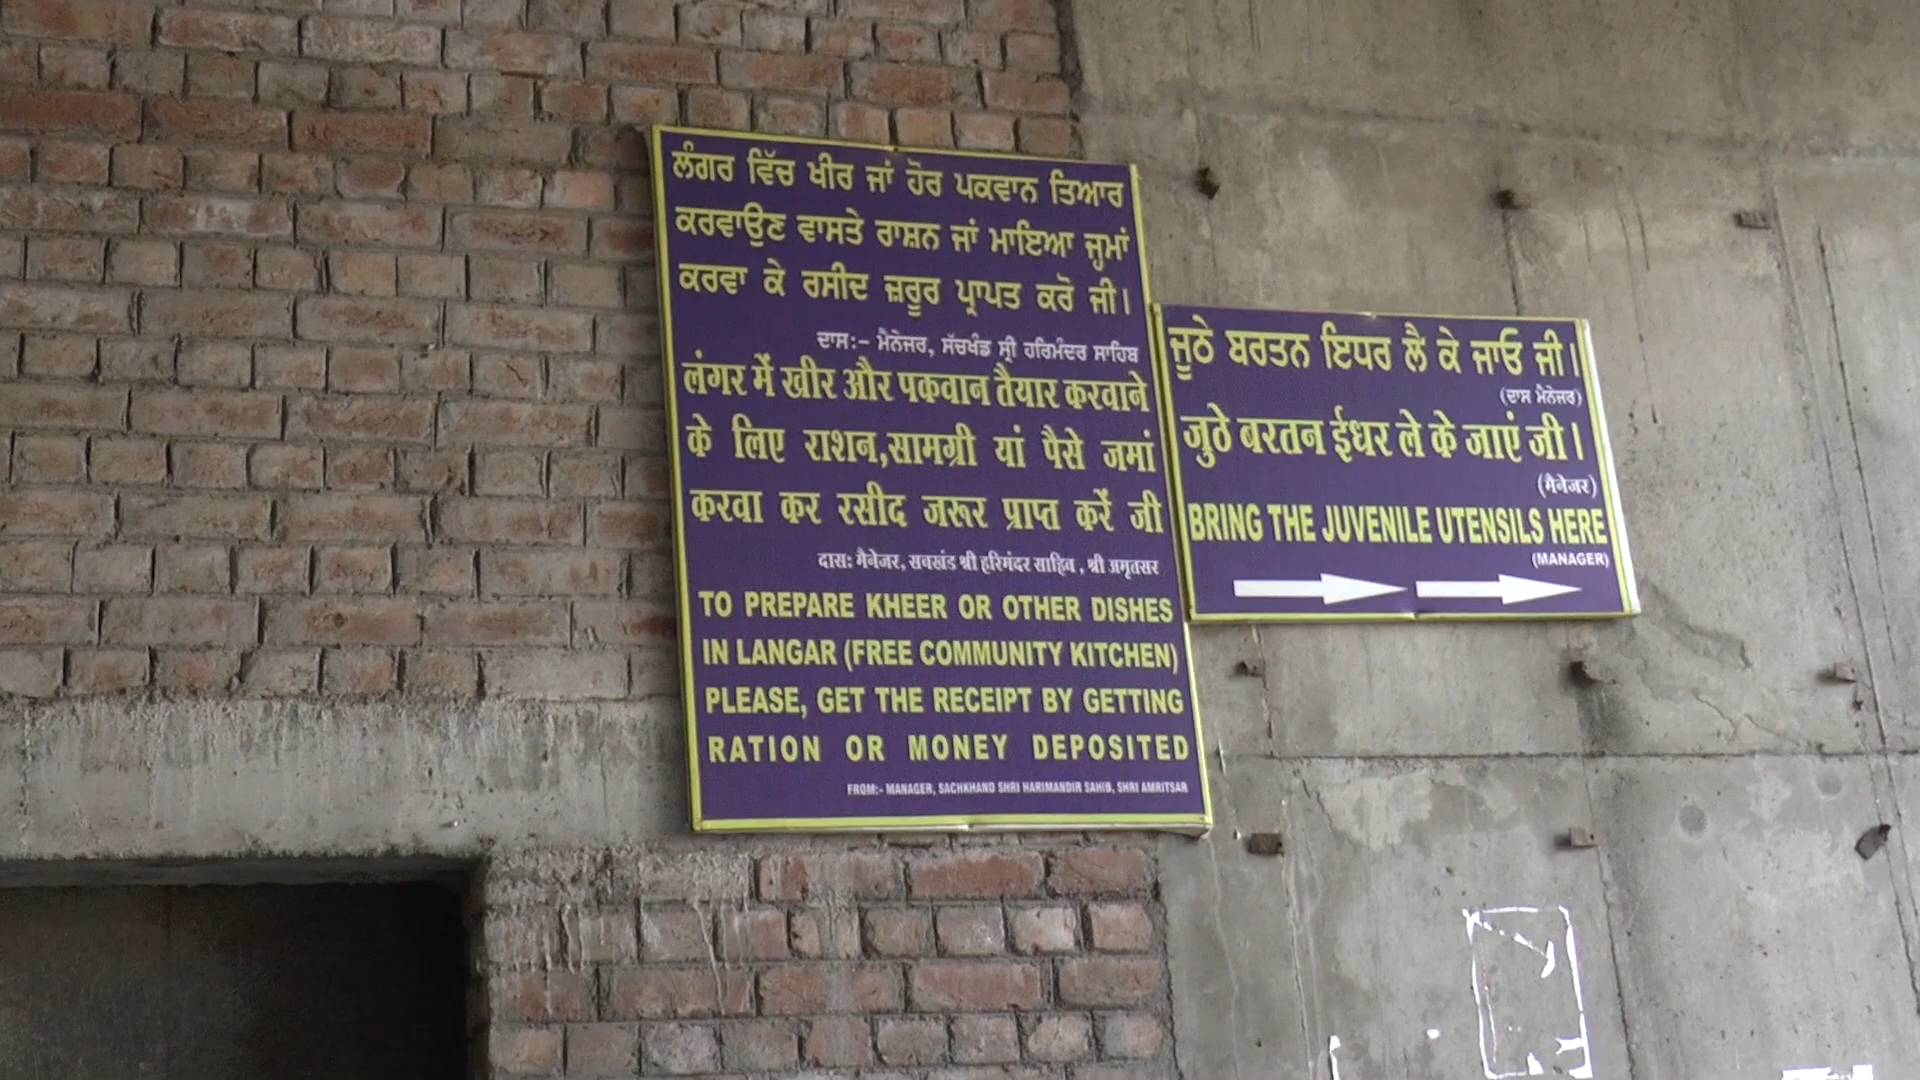 ਲੰਗਰ ਵਿੱਚ ਖੀਰ ਜਾਂ ਹੋਰ ਪਕਵਾਨ ਤਿਆਰ
ਕਰਵਾਉਣ ਵਾਸਤੇ ਰਾਸ਼ਨ ਜਾਂ ਮਾਇਆ ਜ੍ਹਮਾਂ
ਕਰਵਾ ਕੇ ਰਸੀਦ ਜ਼ਰੂਰ ਪ੍ਰਾਪਤ ਕਰੋ ਜੀ।
ਦਾਸ:- ਮੈਨੇਜਰ, ਸੱਚਖੰਡ ਸ੍ਰੀ ਹਰਿਮੰਦਰ ਸਾਹਿਬ
लंगर में खीर और पकवान तैयार करवाने
के लिए राशन,सामग्री यां पैसे जमां
करवा कर रसीद जरूर प्राप्त करें जी
दासः मैनेजर, सचखंड श्री हरिमंदर साहिब , श्री अमृतसर
TO PREPARE KHEER OR OTHER DISHES
IN LANGAR (FREE COMMUNITY KITCHEN)
PLEASE, GET THE RECEIPT BY GETTING
RATION OR MONEY DEPOSITED
FROM:- MANAGER, SACHKHAND SHRI HARIMANDIR SAHIB, SHRI AMRITSAR
ਜੂਠੇ ਬਰਤਨ ਇਧਰ ਲੈ ਕੇ ਜਾਓ ਜੀ।
(ਦਾਸ ਮੈਨੇਜਰ)
जुठे बरतन ईधर ले के जाएं जी।
(मैनेजर)
BRING THE JUVENILE UTENSILS HERE
(MANAGER)